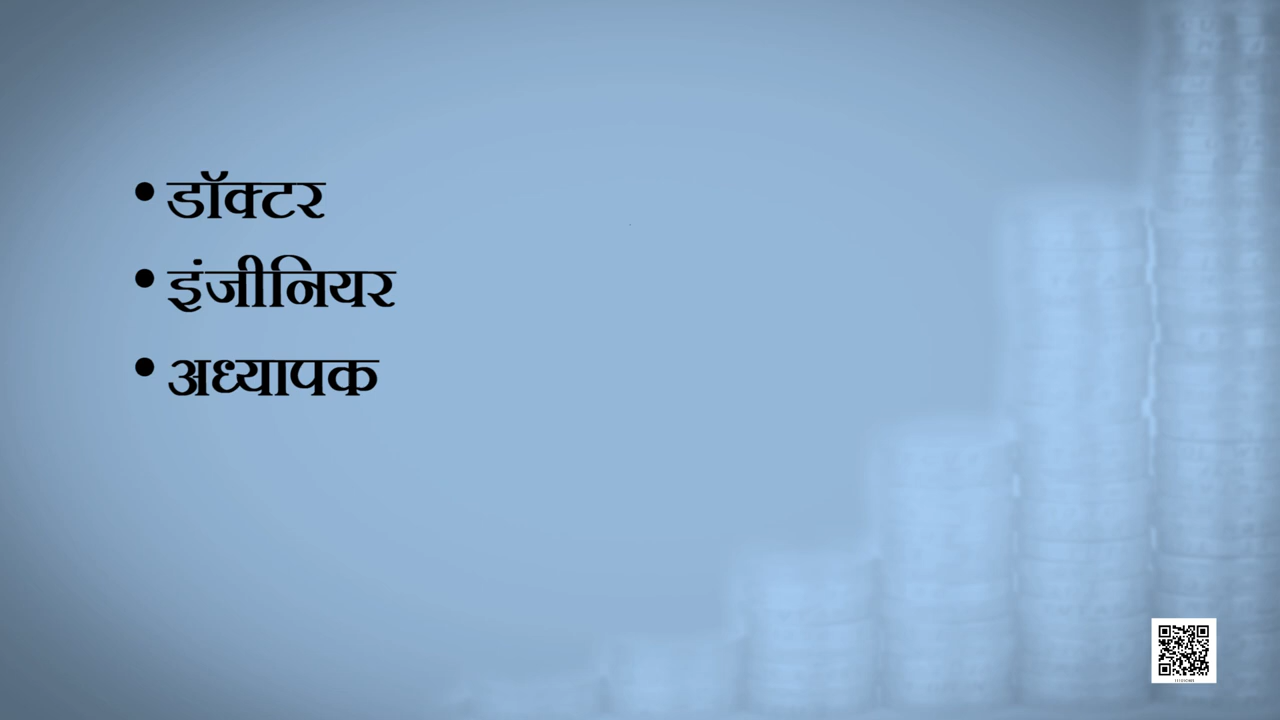 • डॉक्टर
• इंजीनियर
• अध्यापक